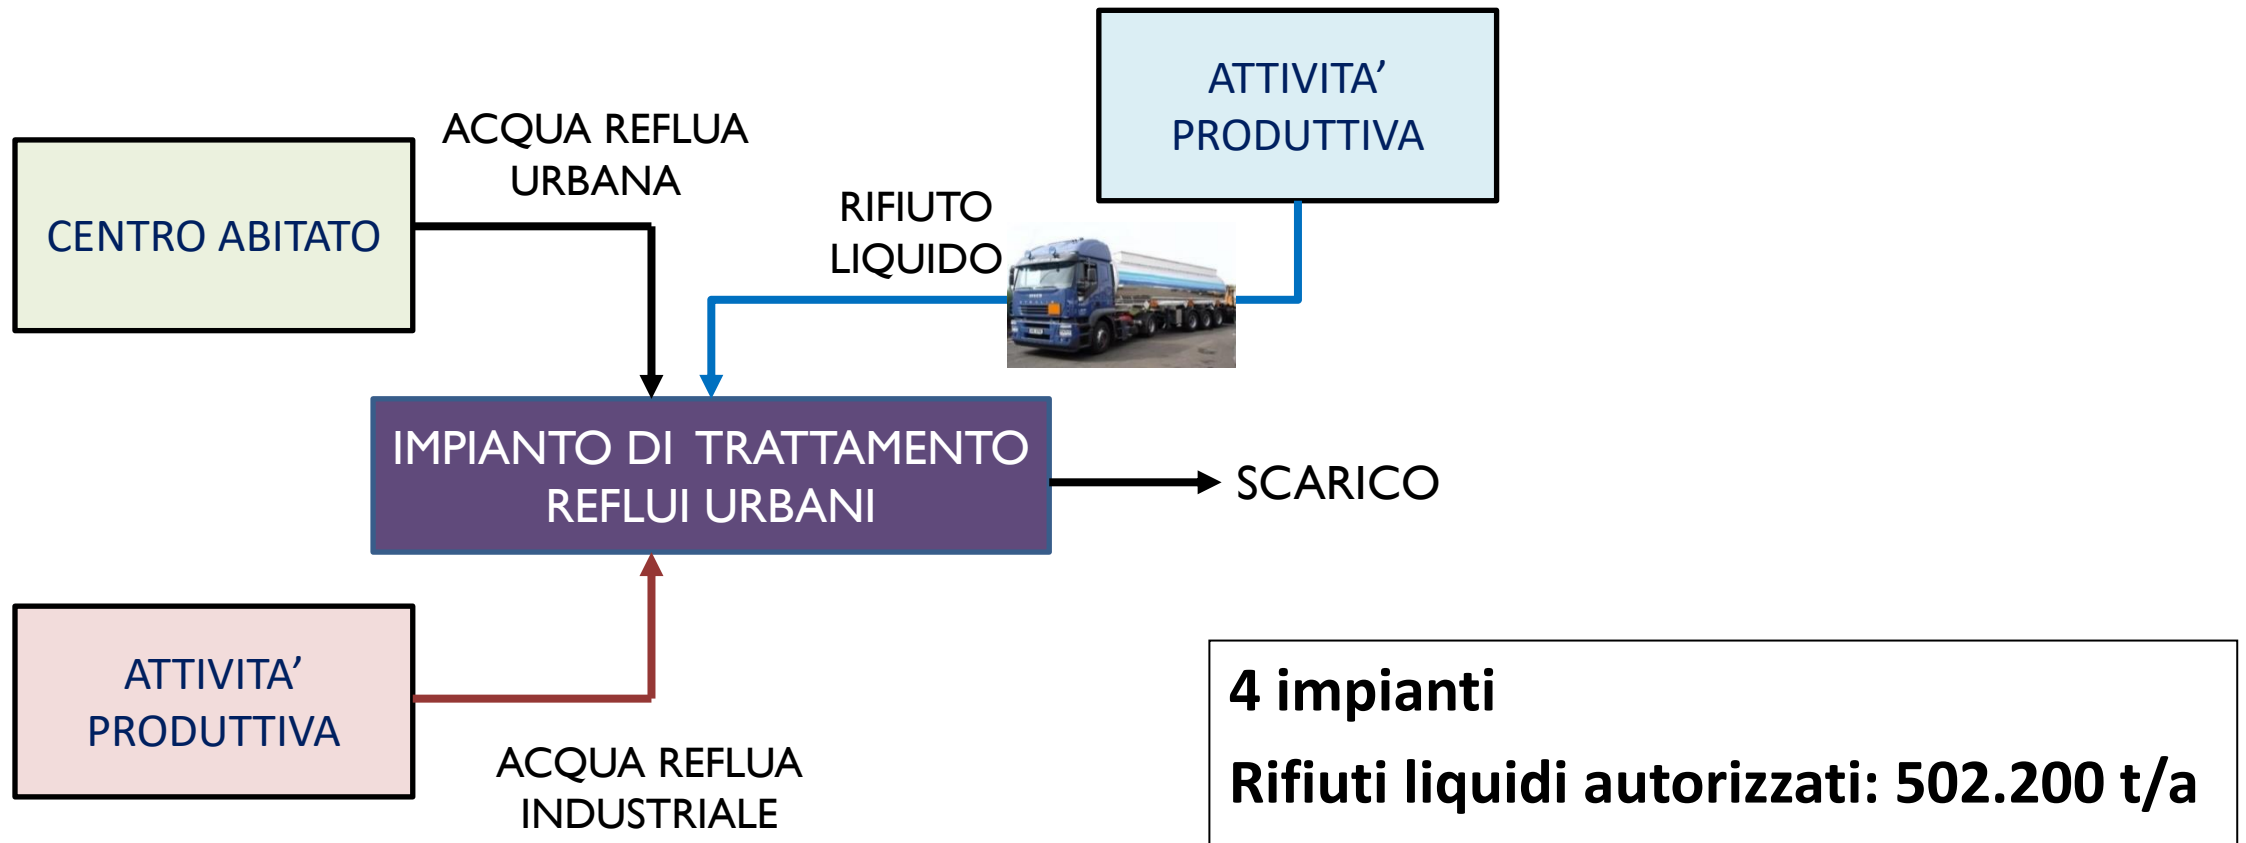 ATTIVITA’
PRODUTTIVA
ACQUA REFLUA
URBANA
CENTRO ABITATO
RIFIUTO
LIQUIDO
IMPIANTO DI TRATTAMENTO
REFLUI URBANI
SCARICO
ATTIVITA’
PRODUTTIVA
ACQUA REFLUA
INDUSTRIALE
4 impianti
Rifiuti liquidi autorizzati: 502.200 t/a